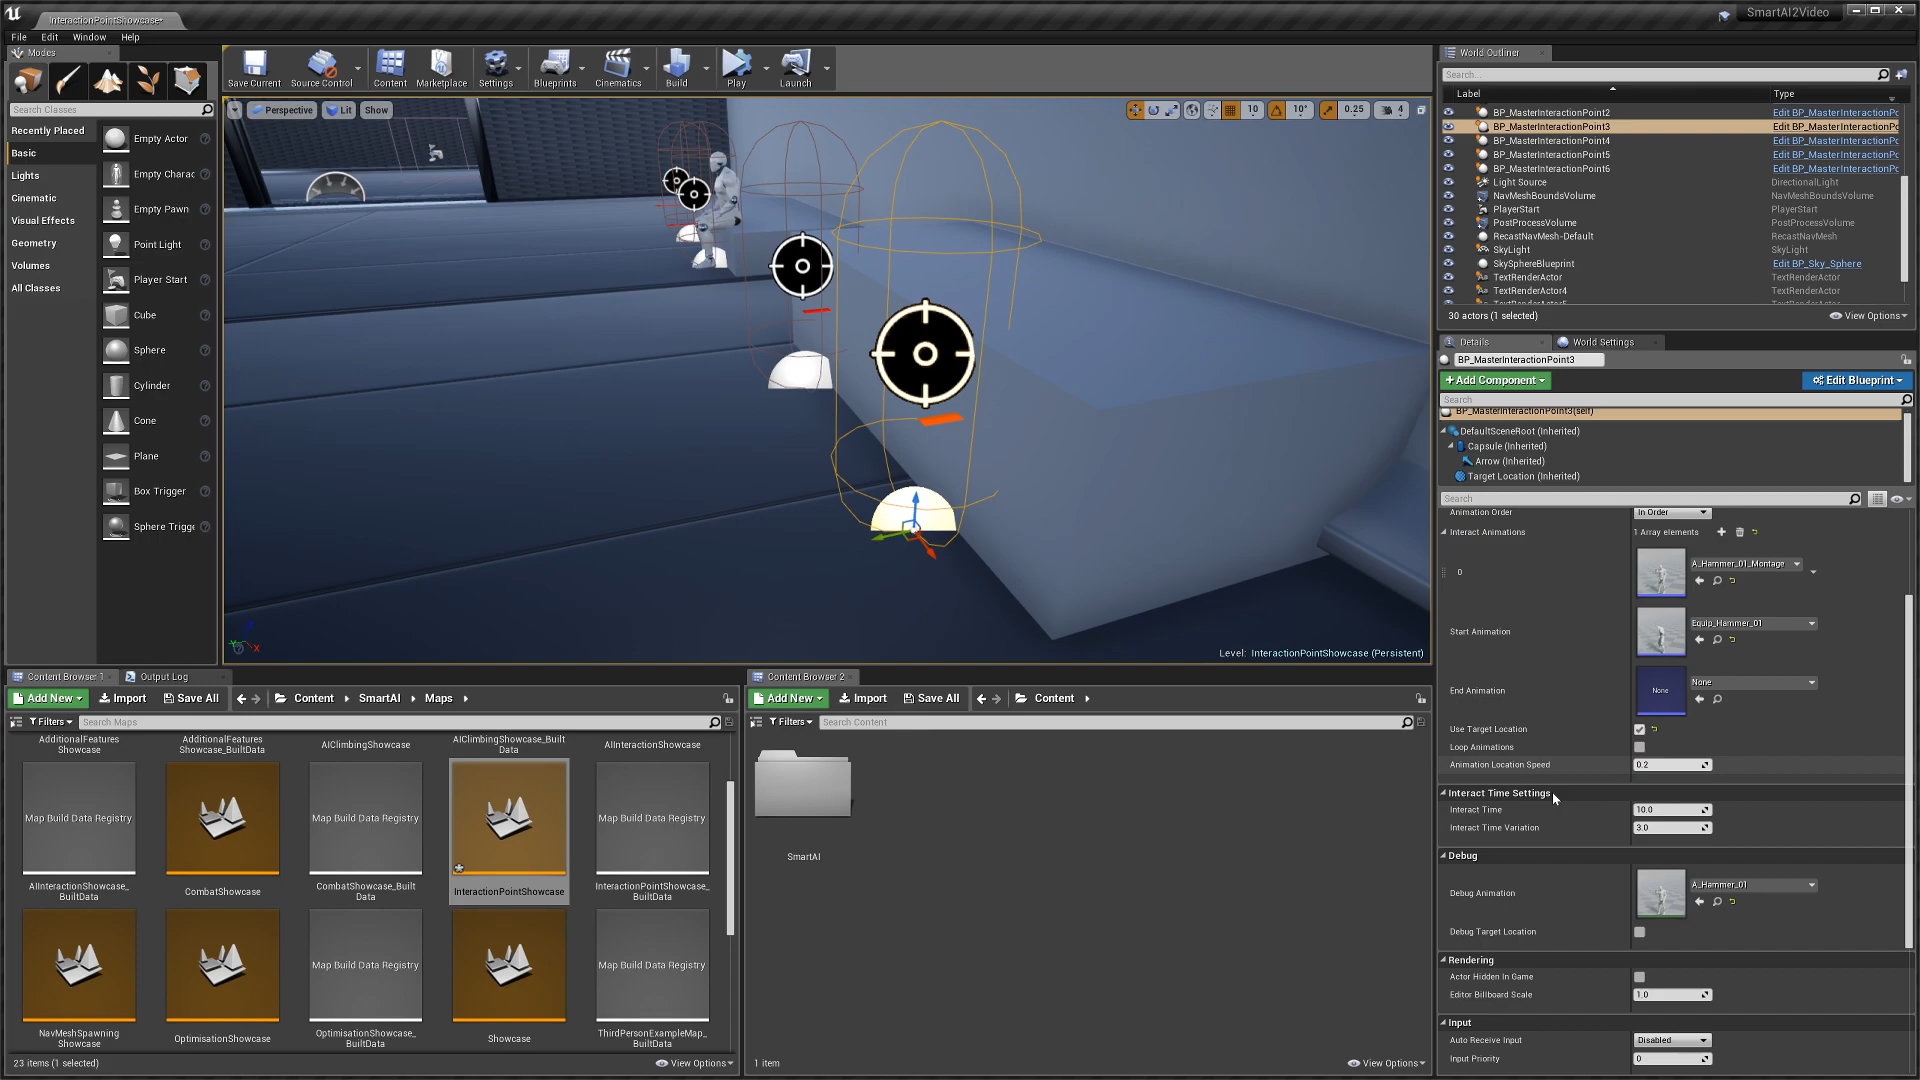 InteractionPointShowcase*
SmartAI2Video
File Edit Window Help
Modes
Search Classes
Recently Placed
Basic
Lights
Cinematic
Visual Effects
Geometry
Volumes
All Classes
Empty Actor
Empty Charac
Empty Pawn
Point Light
Player Start
Cube
Sphere
Cylinder
Cone
Plane
Box Trigger
Sphere Trigge
Save Current
Source Control
Content
Marketplace
Settings
Blueprints
Cinematics
Build
Play
Launch
Perspective
Lit
Show
10
10°
0.25
4
Level: InteractionPointShowcase (Persistent)
World Outliner
Search...
Label
Type
BP_MasterInteractionPoint2 Edit BP_MasterInteractionPc
BP_MasterInteractionPoint3 Edit BP_MasterInteractionPc
BP_MasterInteractionPoint4 Edit BP_MasterInteractionPc
BP_MasterInteractionPoint5 Edit BP_MasterInteractionPc
BP_MasterInteractionPoint6 Edit BP_MasterInteractionPc
Light Source DirectionalLight
NavMeshBoundsVolume NavMeshBoundsVolume
PlayerStart PlayerStart
PostProcessVolume PostProcessVolume
RecastNavMesh-Default RecastNavMesh
SkyLight SkyLight
SkySphereBlueprint Edit BP_Sky_Sphere
TextRenderActor TextRenderActor
TextRenderActor4 TextRenderActor
TextRenderActor5 TextRenderActor
30 actors (1 selected)
View Options
Details
World Settings
BP_MasterInteractionPoint3
Add Component
Edit Blueprint
Search
BP_MasterInteractionPoint3(self)
DefaultSceneRoot (Inherited)
Capsule (Inherited)
Arrow (Inherited)
Target Location (Inherited)
Search
Animation Order In Order
Interact Animations 1 Array elements
0 A_Hammer_01_Montage
Start Animation Equip_Hammer_01
End Animation None None
Use Target Location
Loop Animations
Animation Location Speed 0.2
Interact Time Settings
Interact Time 10.0
Interact Time Variation 3.0
Debug
Debug Animation A_Hammer_01
Debug Target Location
Rendering
Actor Hidden In Game
Editor Billboard Scale 1.0
Input
Auto Receive Input Disabled
Input Priority 0
Content Browser 1
Output Log
Add New
Import
Save All
Content
SmartAI
Maps
Filters
Search Maps
AdditionalFeatures
Showcase
AdditionalFeatures
Showcase_BuiltData
AIClimbingShowcase
AIClimbingShowcase_Built
Data
AIInteractionShowcase
Map Build Data Registry
Map Build Data Registry
Map Build Data Registry
AIInteractionShowcase_
BuiltData
CombatShowcase
CombatShowcase_Built
Data
InteractionPointShowcase
InteractionPointShowcase_
BuiltData
Map Build Data Registry
Map Build Data Registry
NavMeshSpawning
Showcase
OptimisationShowcase
OptimisationShowcase_
BuiltData
Showcase
ThirdPersonExampleMap_
BuiltData
23 items (1 selected)
View Options
Content Browser 2
Add New
Import
Save All
Content
Filters
Search Content
SmartAI
1 item
View Options